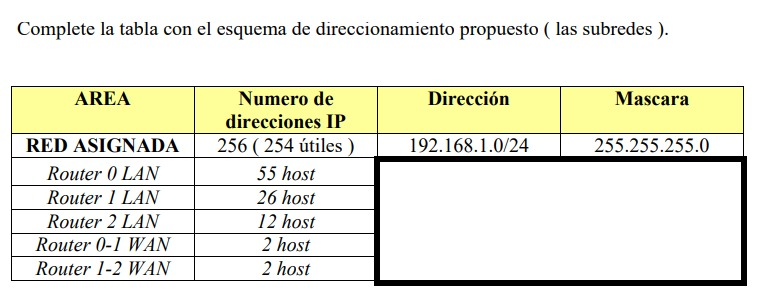 Complete la tabla con el esquema de direccionamiento propuesto ( las subredes ).
AREA Numero de direcciones IP Dirección Mascara
RED ASIGNADA 256 ( 254 útiles ) 192.168.1.0/24 255.255.255.0
Router 0 LAN 55 host
Router 1 LAN 26 host
Router 2 LAN 12 host
Router 0-1 WAN 2 host
Router 1-2 WAN 2 host